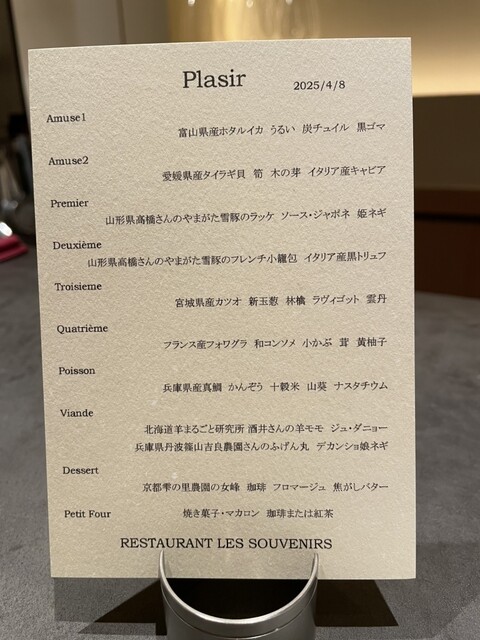 Plasir 2025/4/8
Amuse1
富山県産ホタルイカ うるい 炭チュイル 黒ゴマ
Amuse2
愛媛県産タイラギ貝 筍 木の芽 イタリア産キャビア
Premier
山形県高橋さんのやまがた雪豚のラッケ ソース・ジャポネ 姫ネギ
Deuxième
山形県高橋さんのやまがた雪豚のフレンチ小籠包 イタリア産黒トリュフ
Troisieme
宮城県産カツオ 新玉葱 林檎 ラヴィゴット 雲丹
Quatrième
フランス産フォワグラ 和コンソメ 小かぶ 茸 黄柚子
Poisson
兵庫県産真鯛 かんぞう 十穀米 山葵 ナスタチウム
Viande
北海道羊まるごと研究所 酒井さんの羊モモ ジュ・ダニョー
兵庫県丹波篠山吉良農園さんのふげん丸 デカンショ娘ネギ
Dessert
京都雫の里農園の女峰 珈琲 フロマージュ 焦がしバター
Petit Four 焼き菓子・マカロン 珈琲または紅茶
RESTAURANT LES SOUVENIRS